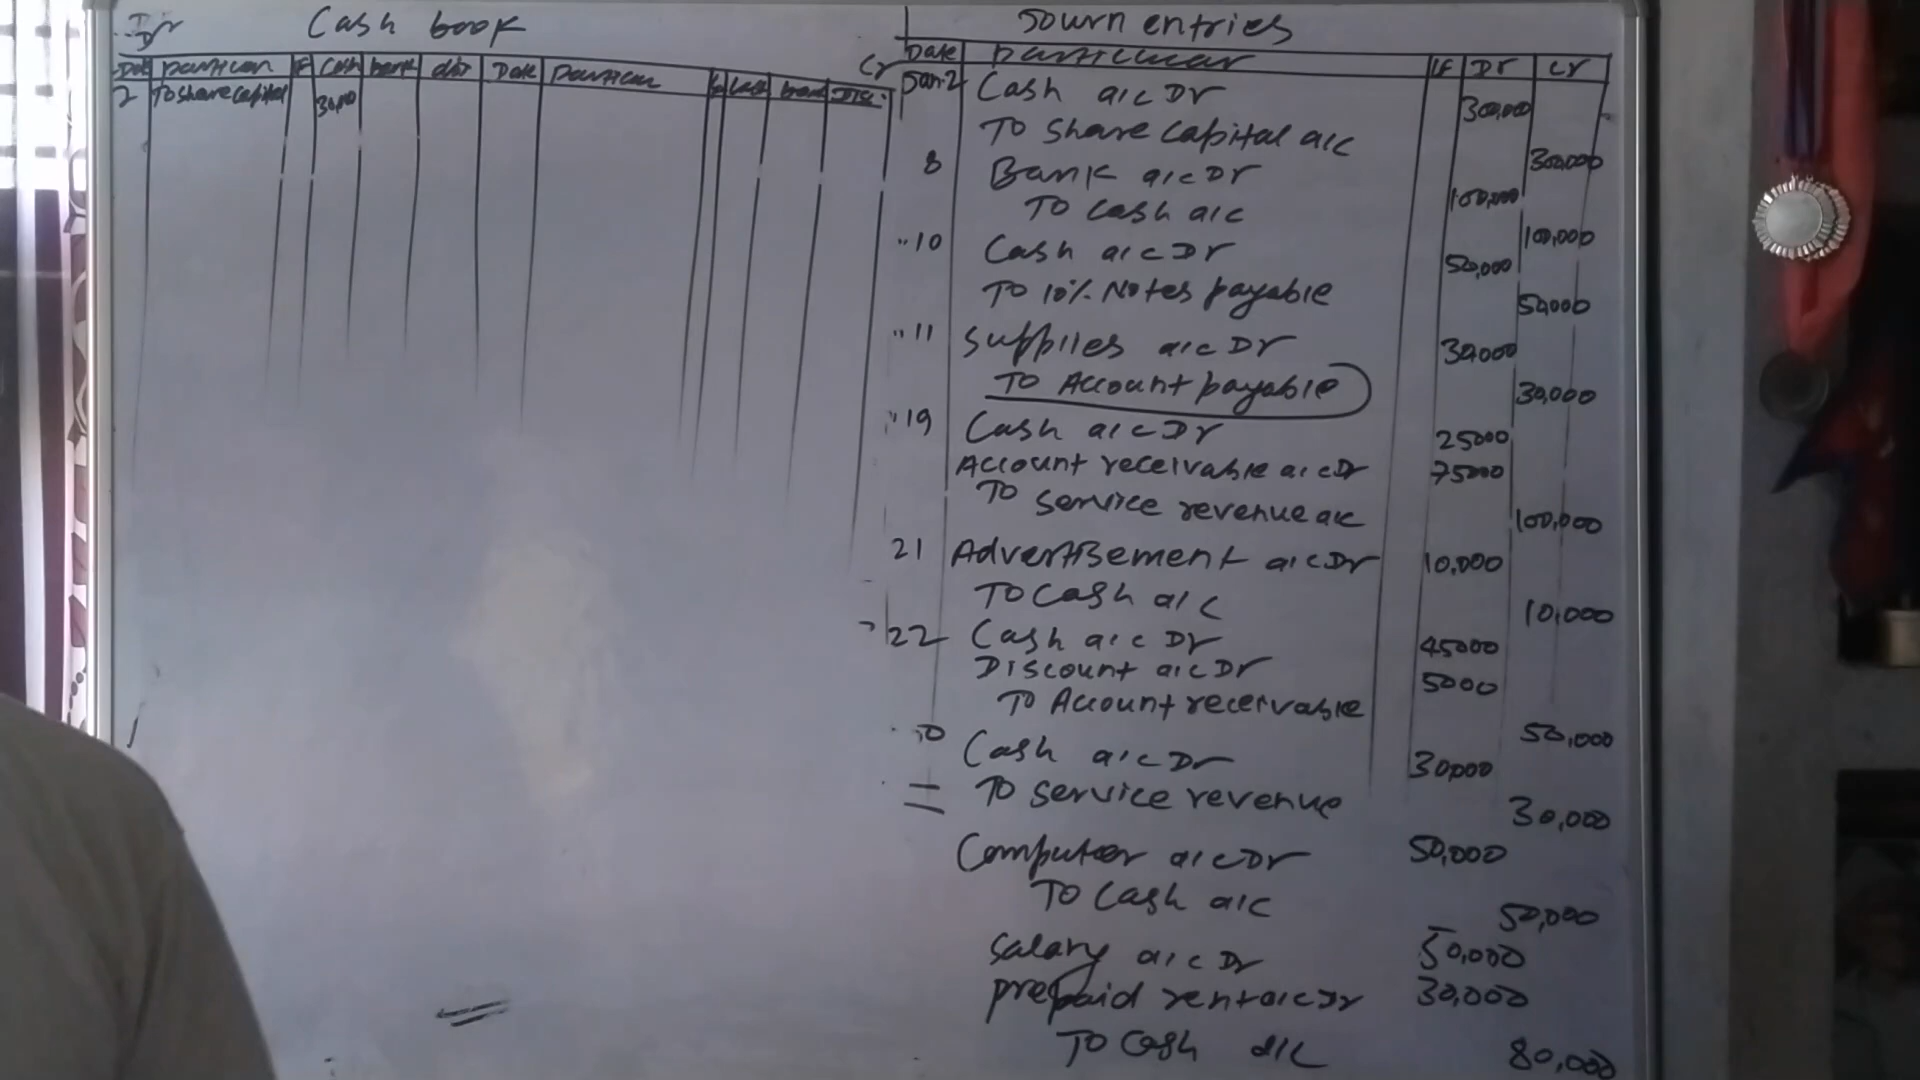 Dr Cash book
Cr
Date particular LF Cash bank dis Date particular Cash bank Dis.
2 To share capital
Journ entries
Date particular LF Dr Cr
Jan-2 Cash a/c Dr 300,000
To share capital a/c 300,000
8 Bank a/c Dr 100,000
To cash a/c 100,000
"10 Cash a/c Dr 50,000
To 10% Notes payable 50,000
"11 supplies a/c Dr 30,000
To Account payable 30,000
"19 Cash a/c Dr 25000
Account receivable a/c Dr 75000
To service revenue a/c 100,000
21 Advertisement a/c Dr 10,000
To cash a/c 10,000
22 Cash a/c Dr 45000
Discount a/c Dr 5000
To Account receivable 50,000
Cash a/c Dr 30,000
To service revenue 30,000
Computer a/c Dr 50,000
To Cash a/c 50,000
salary a/c Dr 50,000
prepaid rent a/c Dr 30,000
To Cash a/c 80,000